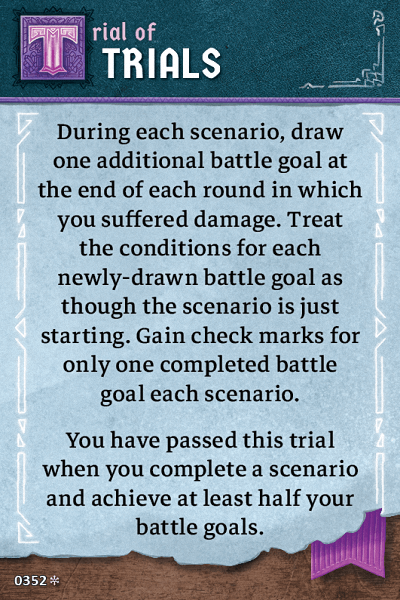 Trial of
TRIALS
During each scenario, draw
one additional battle goal at
the end of each round in which
you suffered damage. Treat
the conditions for each
newly-drawn battle goal as
though the scenario is just
starting. Gain check marks for
only one completed battle
goal each scenario.
You have passed this trial
when you complete a scenario
and achieve at least half your
battle goals.
0352✻